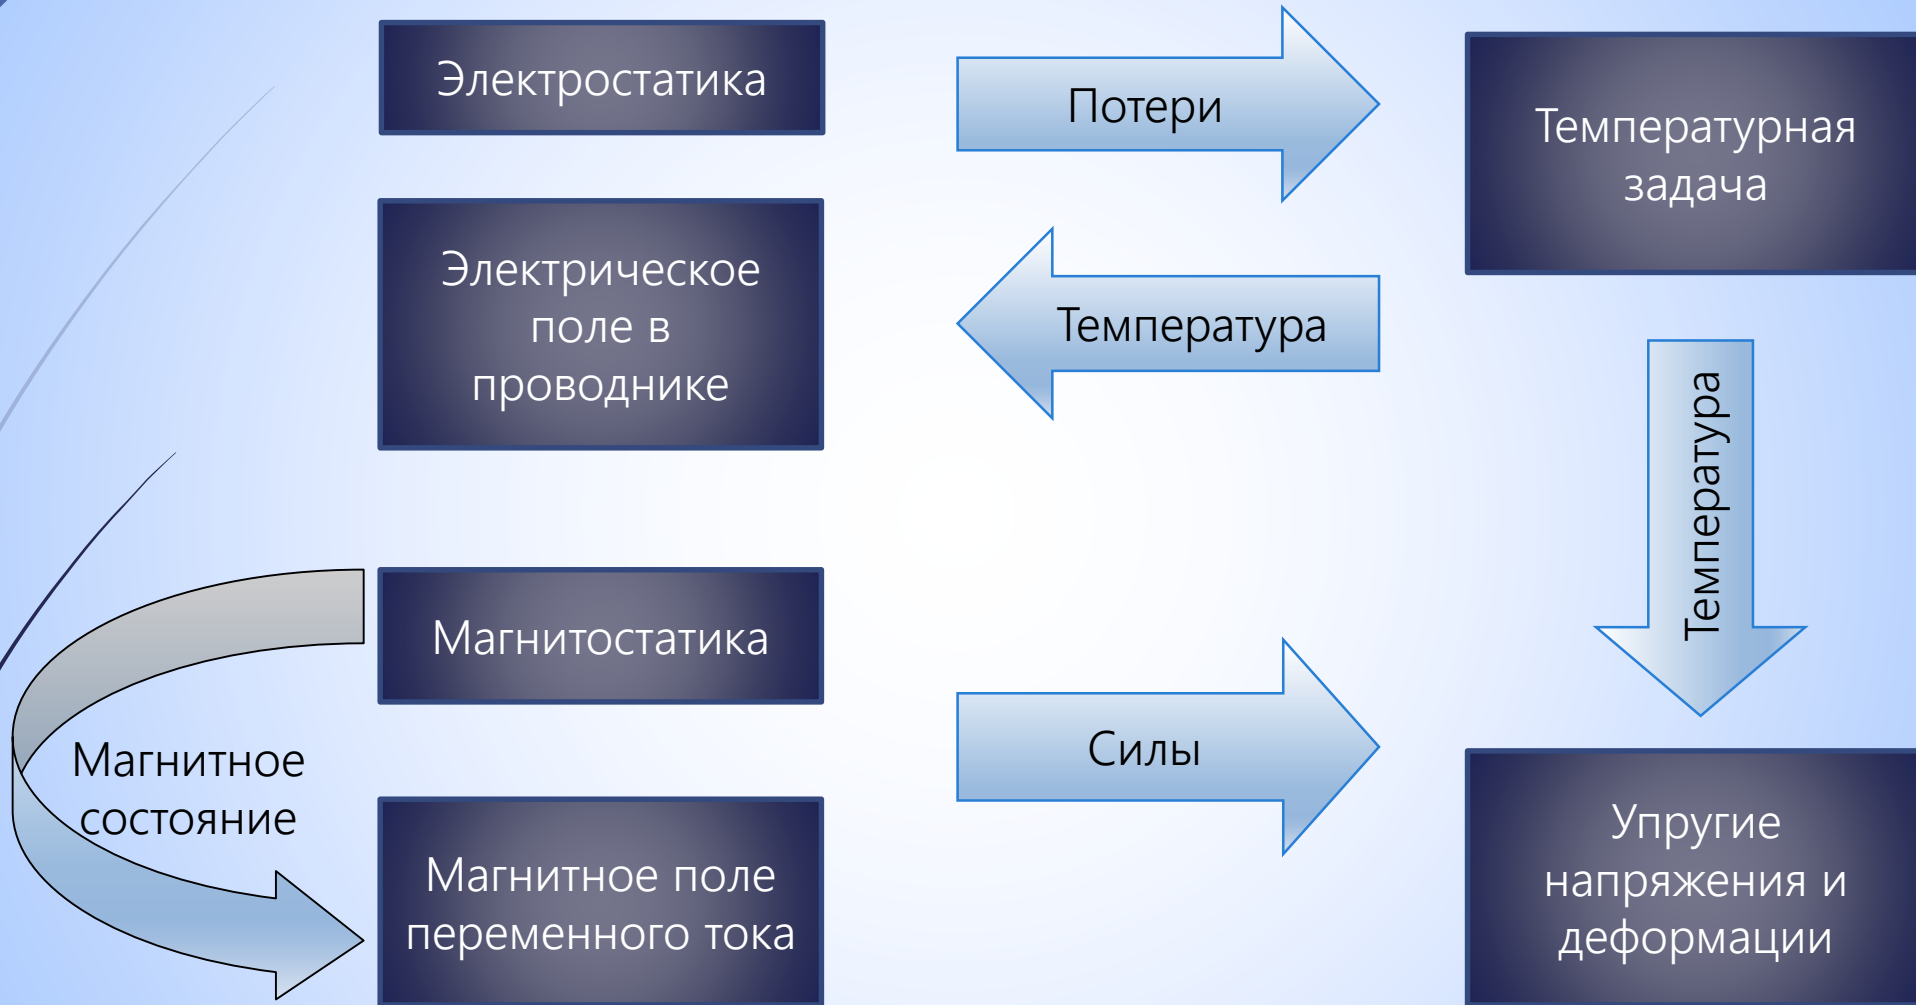 Электростатика
Потери
Температурная
задача
Электрическое
поле в
проводнике
Температура
Температура
Магнитостатика
Магнитное
состояние
Силы
Магнитное поле
переменного тока
Упругие
напряжения и
деформации